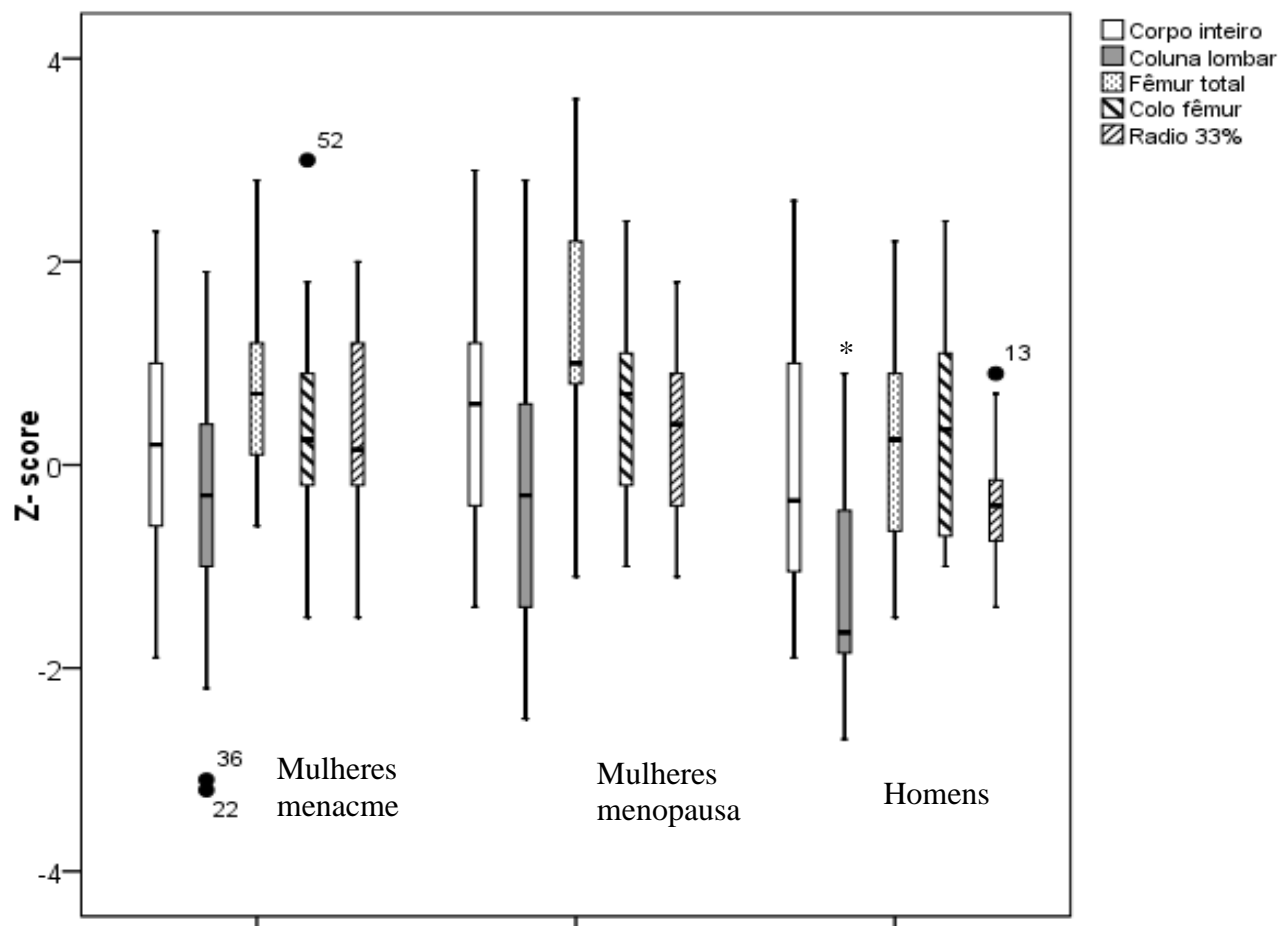 Corpo inteiro
Coluna lombar
Fêmur total
Colo fêmur
Radio 33%
4
2
0
-2
-4
Z- score
52
*
13
36
22
Mulheres
menacme
Mulheres
menopausa
Homens